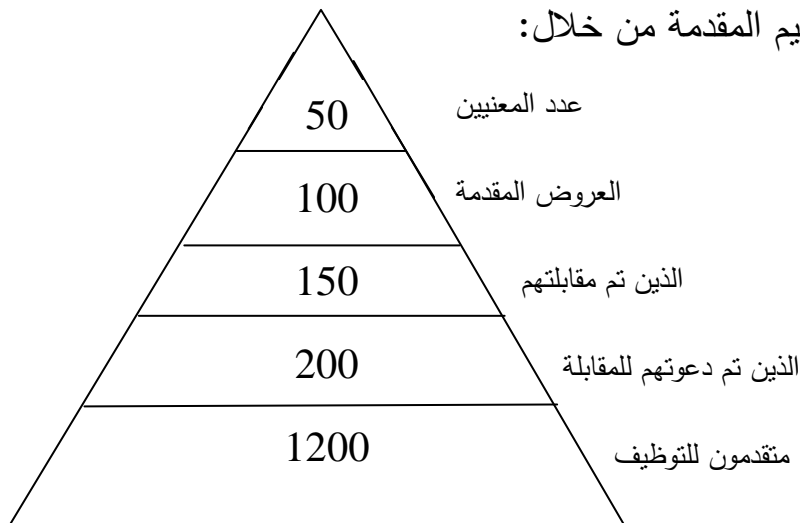 يم المقدمة من خلال:
50 عدد المعنيين
100 العروض المقدمة
150 الذين تم مقابلتهم
200 الذين تم دعوتهم للمقابلة
1200 متقدمون للتوظيف